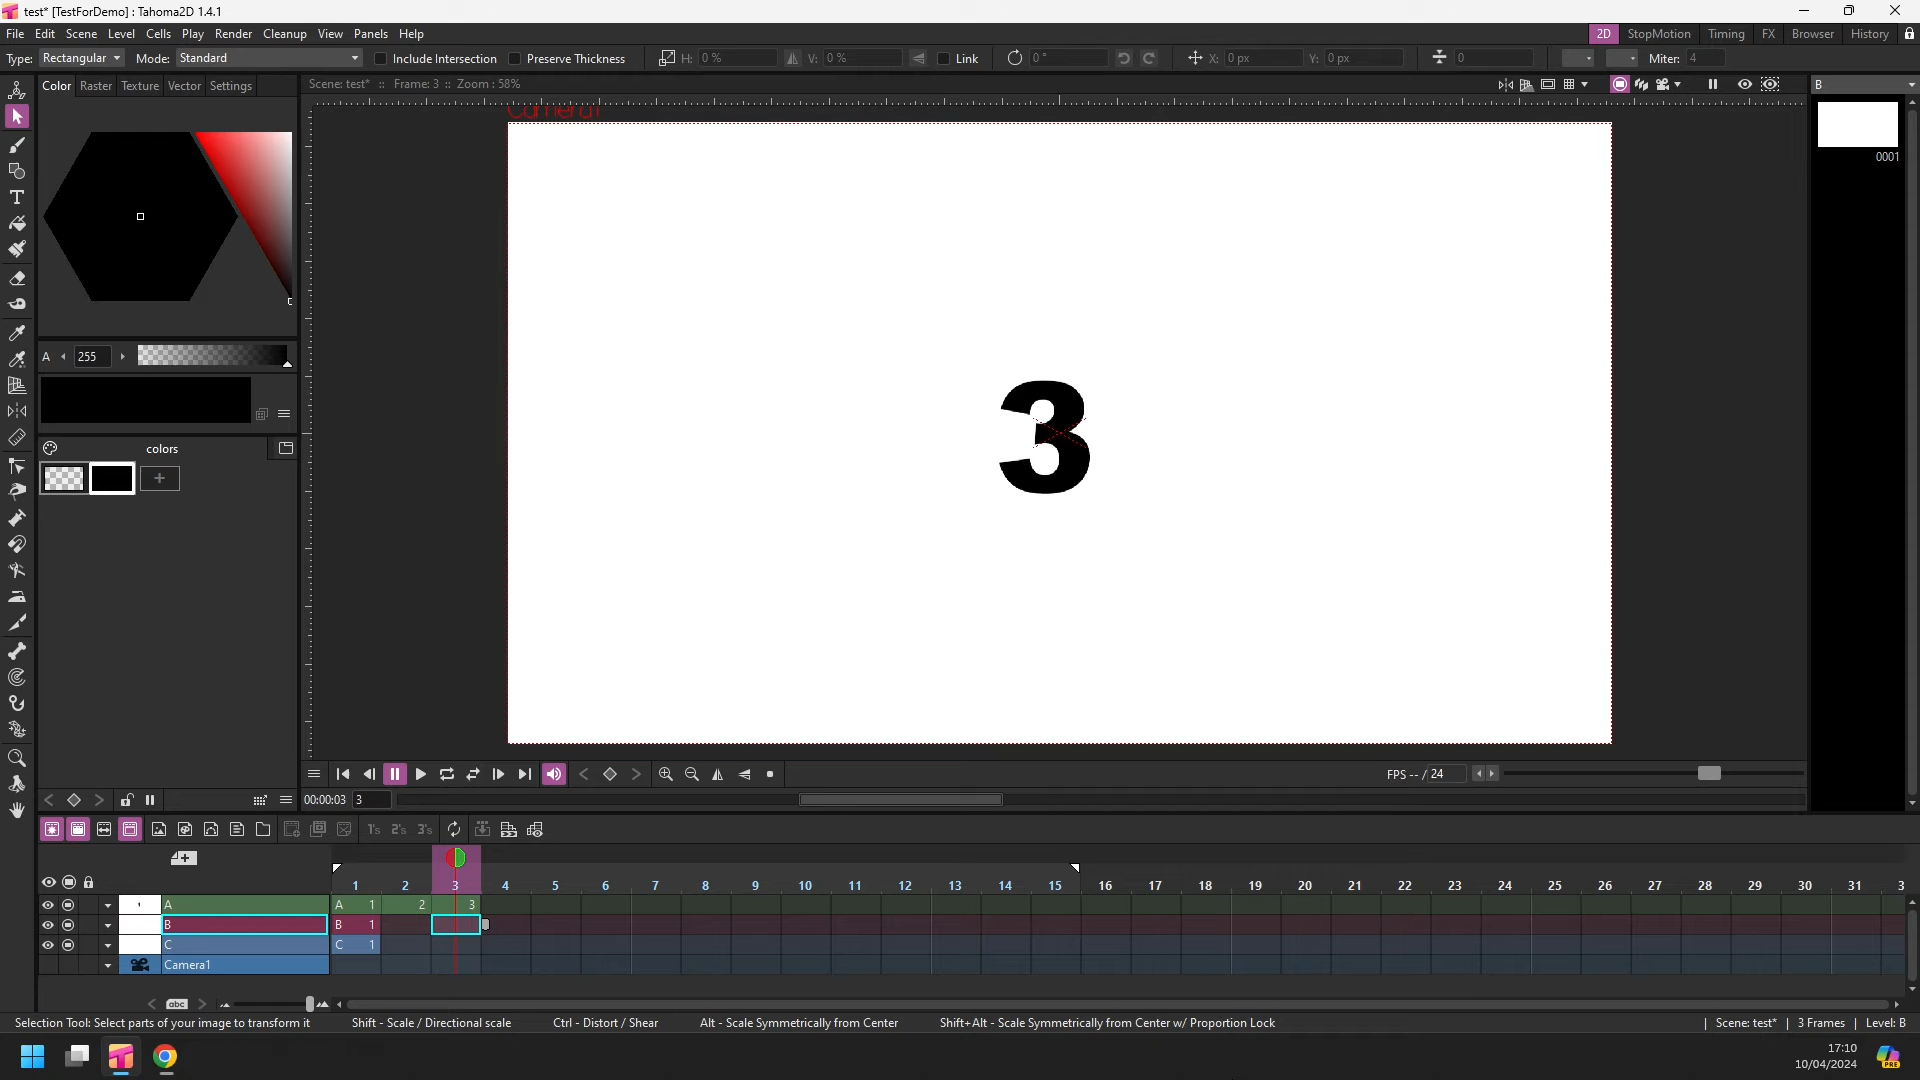 test* [TestForDemo] : Tahoma2D 1.4.1
File Edit Scene Level Cells Play Render Cleanup View Panels Help
2D StopMotion Timing FX Browser History
Type: Rectangular Mode: Standard Include Intersection Preserve Thickness H: 0 % V: 0 % Link 0 ° X: 0 px Y: 0 px 0 Miter: 4
Color Raster Texture Vector Settings
Scene: test* :: Frame: 3 :: Zoom : 58%
B
Camera1
0001
3
A 255
colors
FPS -- / 24
00:00:03 3
1's 2's 3's
1 2 3 4 5 6 7 8 9 10 11 12 13 14 15 16 17 18 19 20 21 22 23 24 25 26 27 28 29 30 31 3
A A 1 2 3
B B 1
C C 1
Camera1
abc
Selection Tool: Select parts of your image to transform it Shift - Scale / Directional scale Ctrl - Distort / Shear Alt - Scale Symmetrically from Center Shift+Alt - Scale Symmetrically from Center w/ Proportion Lock | Scene: test* | 3 Frames | Level: B
17:10
10/04/2024
PRE